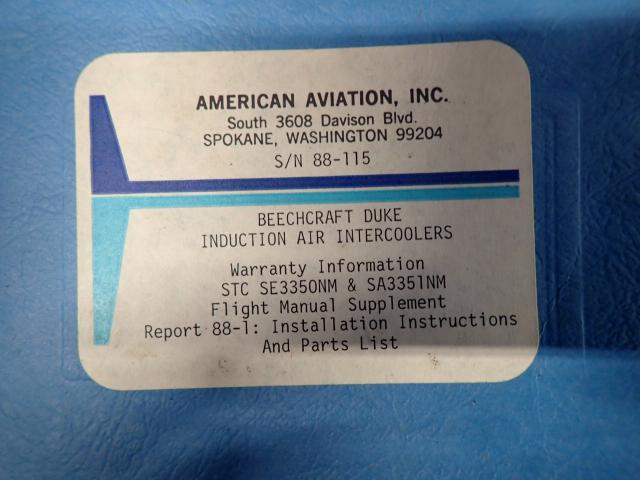 AMERICAN AVIATION, INC.
South 3608 Davison Blvd.
SPOKANE, WASHINGTON 99204
S/N 88-115
BEECHCRAFT DUKE
INDUCTION AIR INTERCOOLERS
Warranty Information
STC SE3350NM & SA3351NM
Flight Manual Supplement
Report 88-1: Installation Instructions
And Parts List